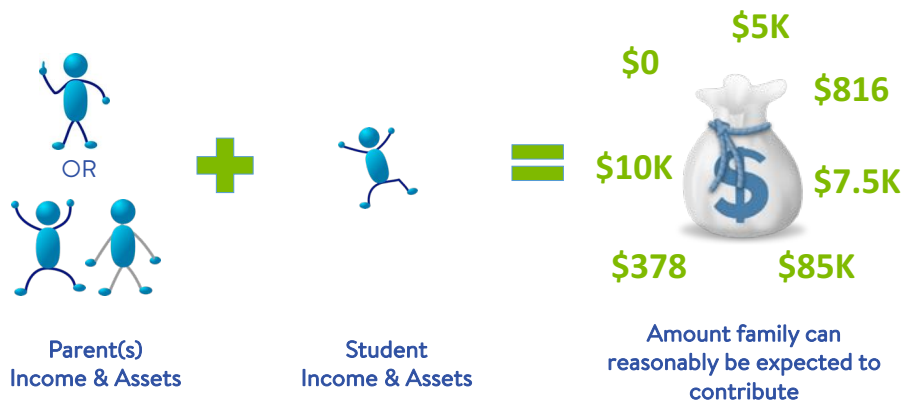 $5K
$0
$816
OR
$10K
$
$7.5K
$378
$85K
Parent(s)
Income & Assets
Student
Income & Assets
Amount family can
reasonably be expected to
contribute